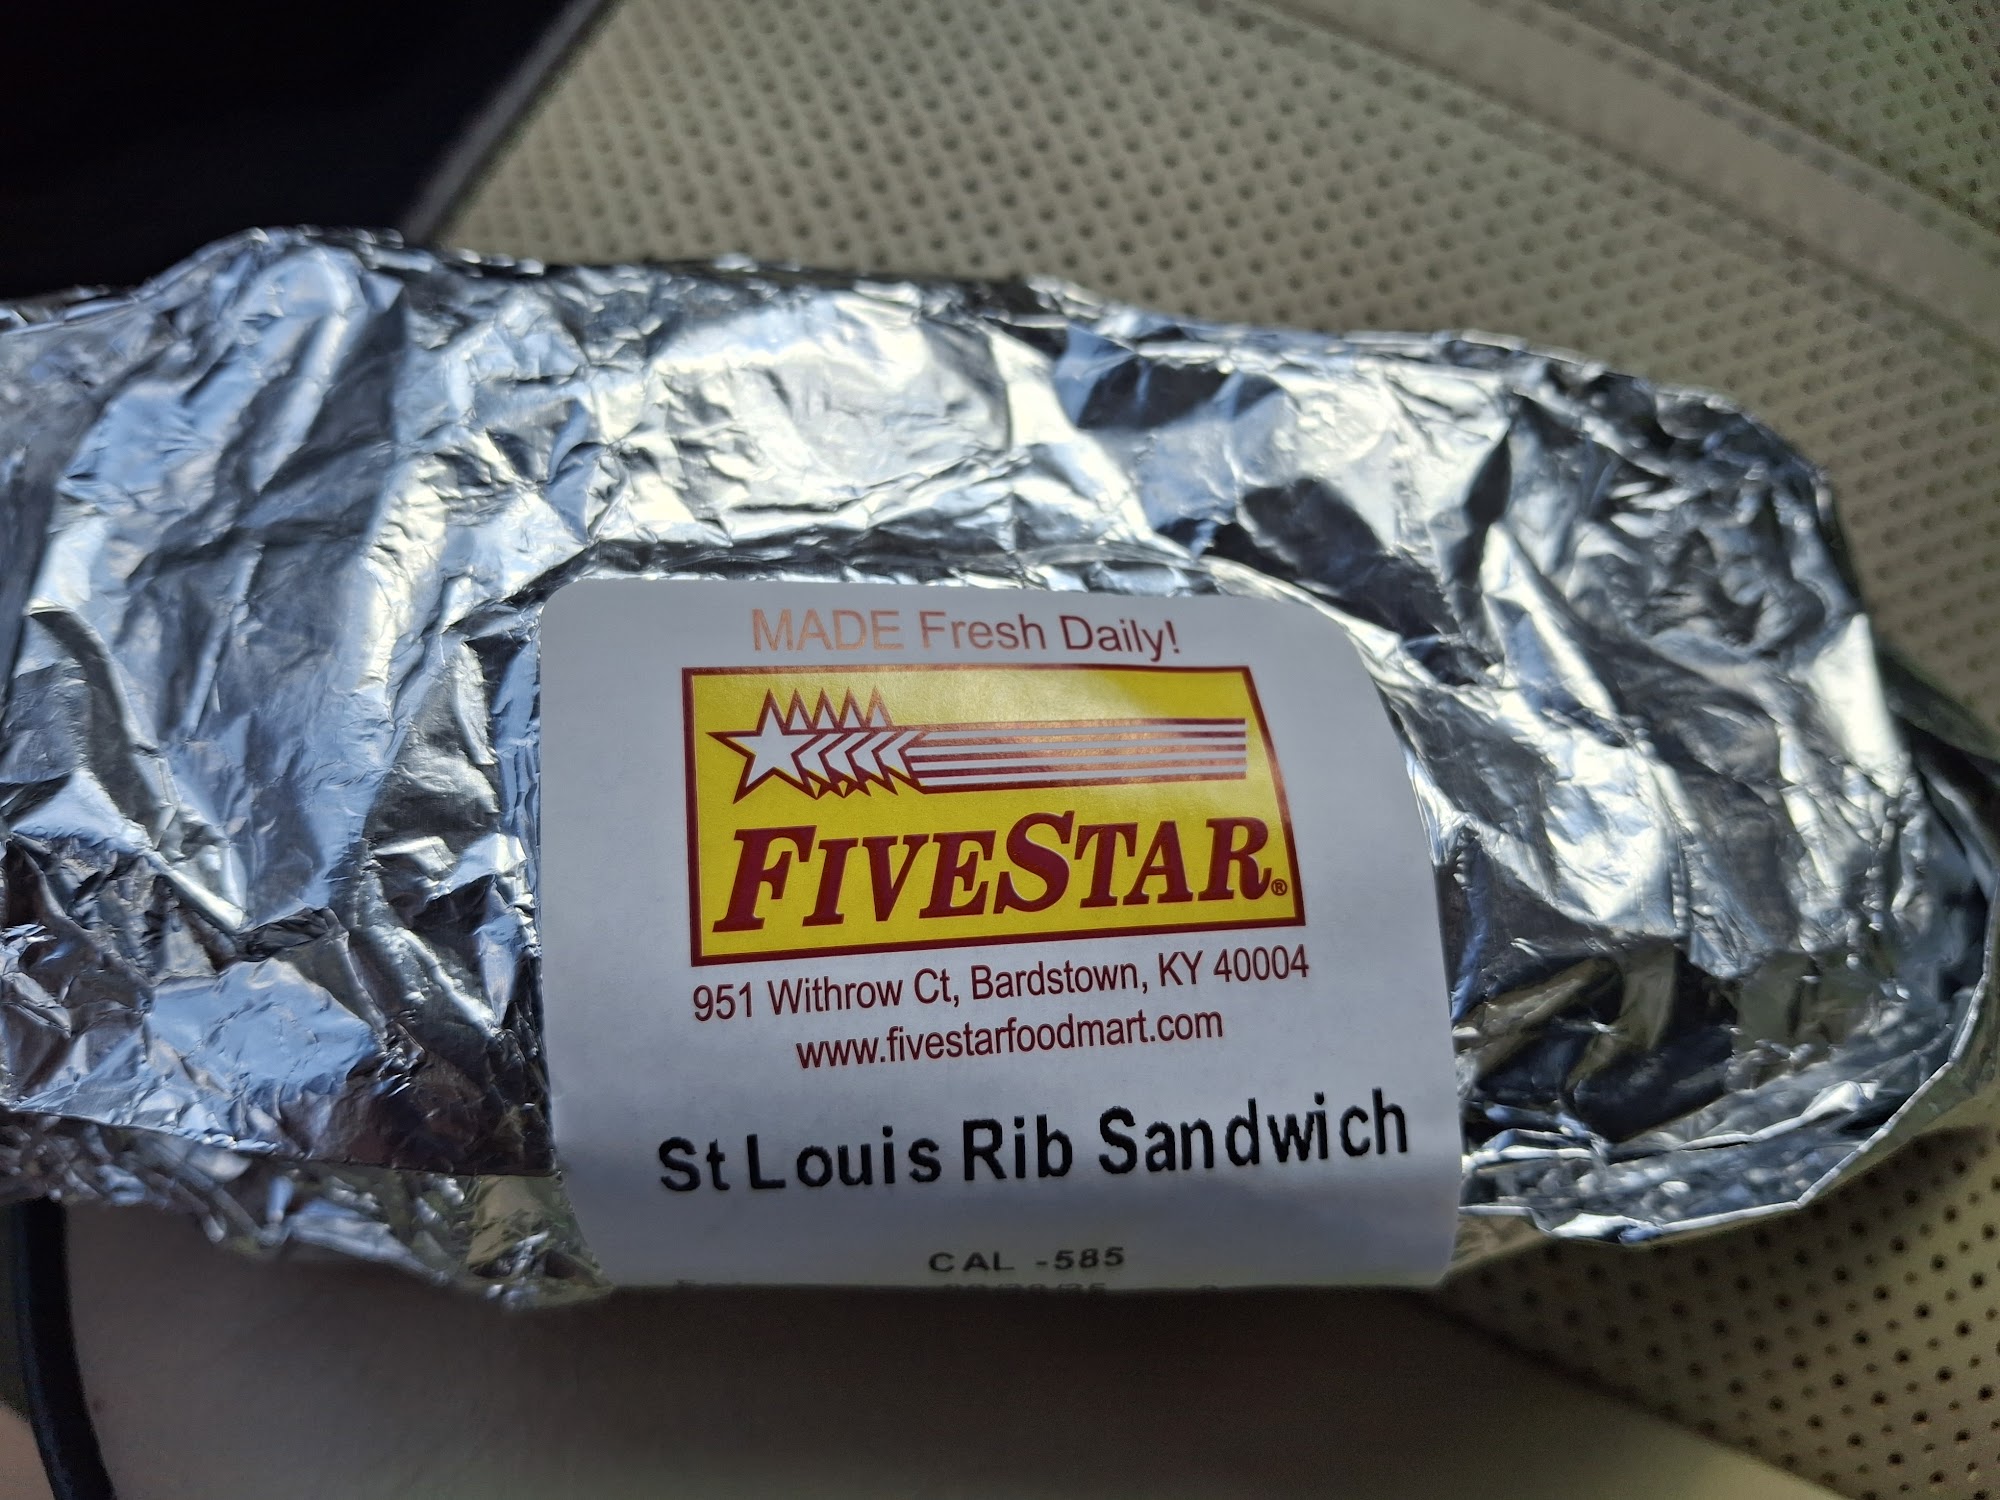 MADE Fresh Daily!
FIVESTAR®
951 Withrow Ct, Bardstown, KY 40004
www.fivestarfoodmart.com
St Louis Rib Sandwich
CAL -585